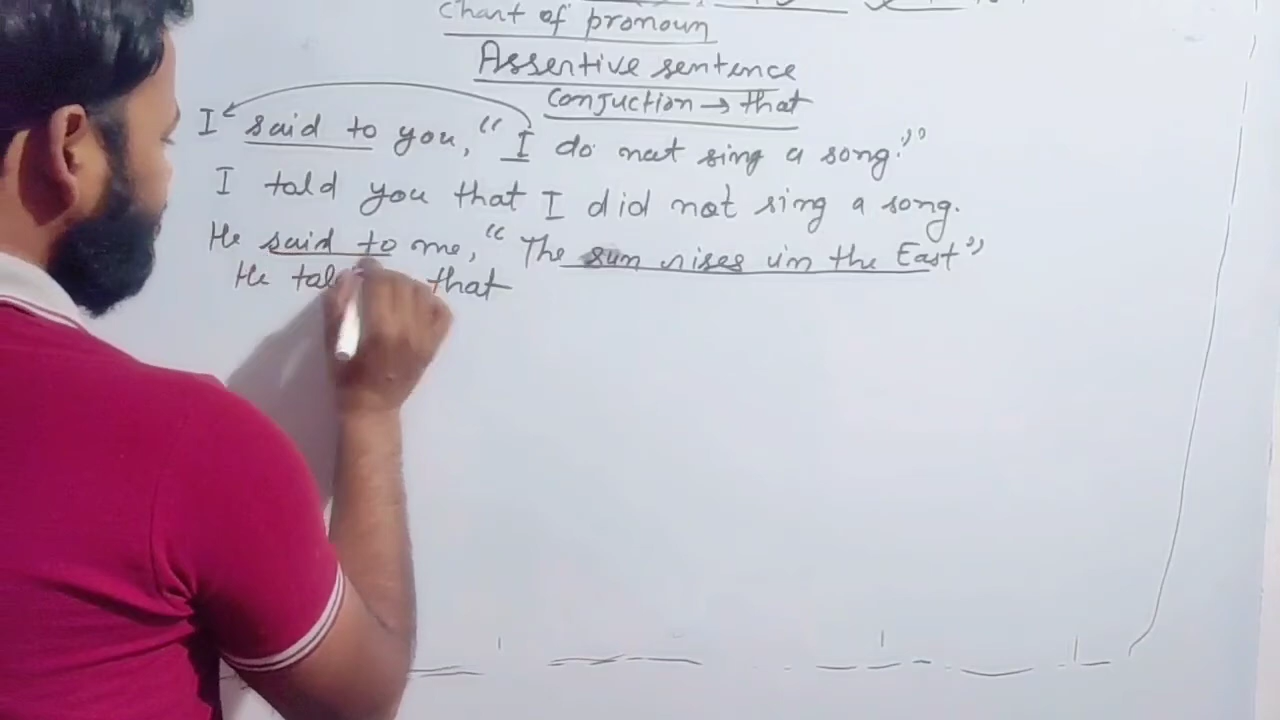 Chart of pronoun
Assertive sentence
Conjuction → that
I said to you, “I do not sing a song.”
I told you that I did not sing a song.
He said to me, “The sun rises in the East”
He that